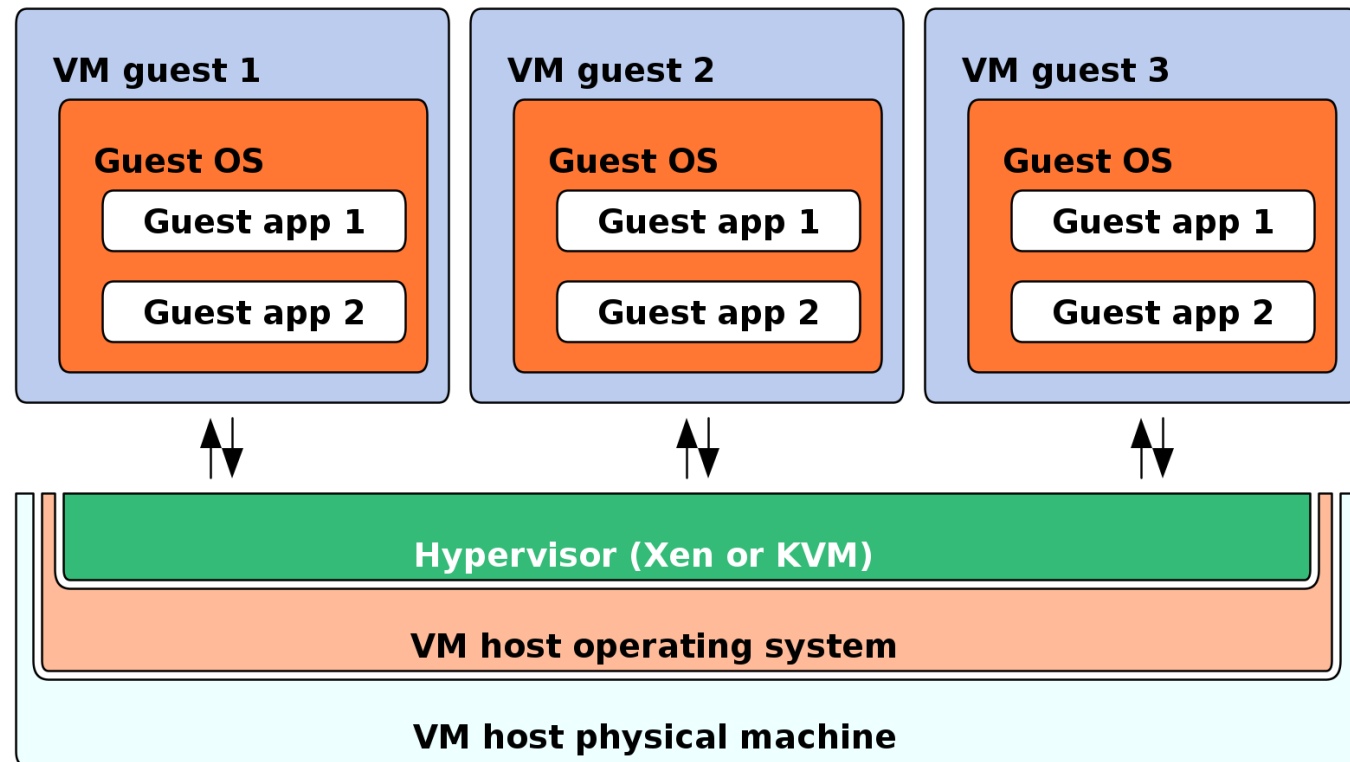 VM guest 1
Guest OS
Guest app 1
Guest app 2
VM guest 2
Guest OS
Guest app 1
Guest app 2
VM guest 3
Guest OS
Guest app 1
Guest app 2
Hypervisor (Xen or KVM)
VM host operating system
VM host physical machine